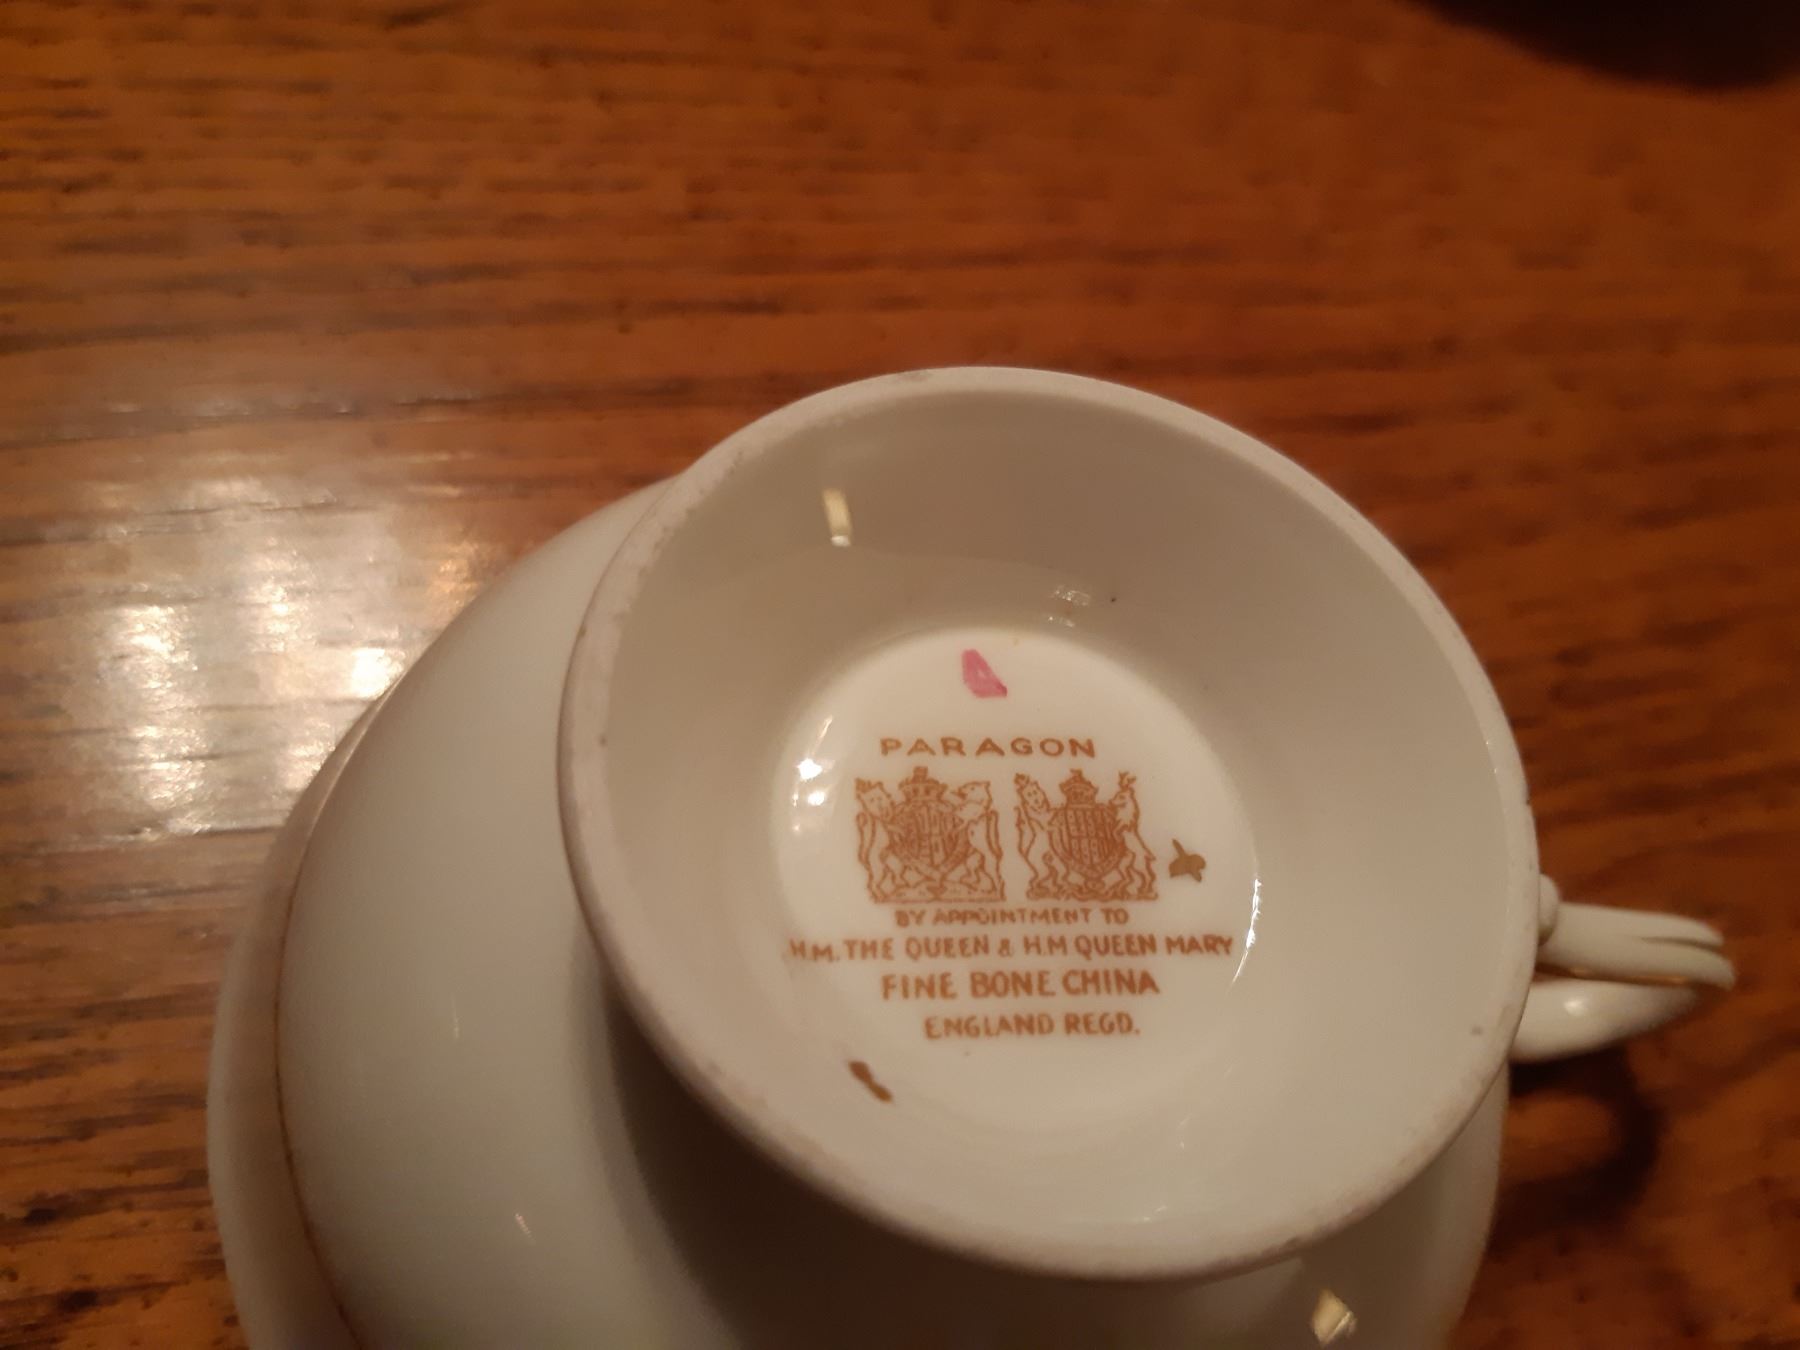 PARAGON
BY APPOINTMENT TO
H.M. THE QUEEN & H.M QUEEN MARY
FINE BONE CHINA
ENGLAND REGD.